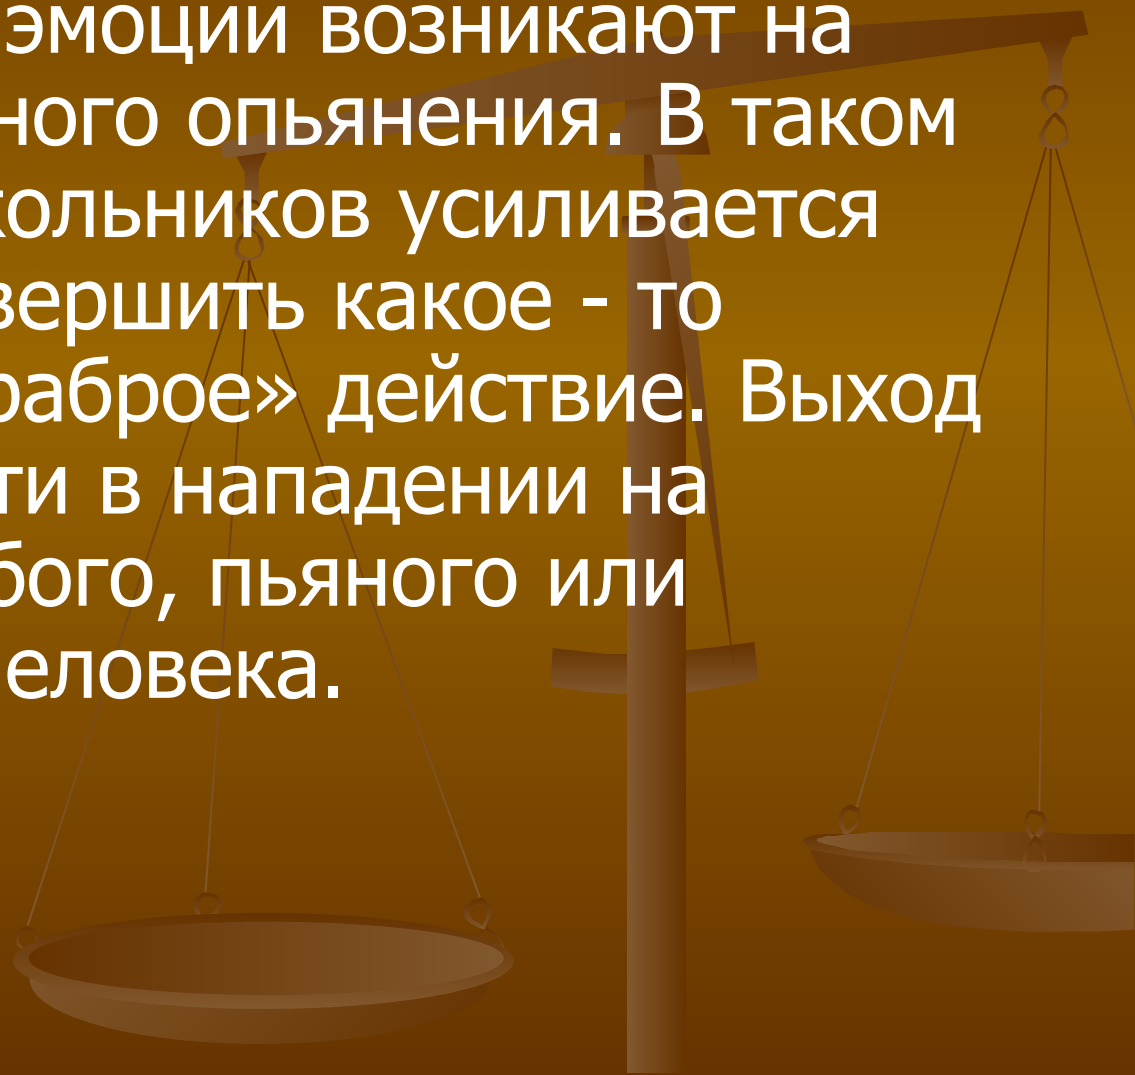 эмоции возникают на
ного опьянения. В таком
кольников усиливается
вершить какое - то
раброе» действие. Выход
ти в нападении на
бого, пьяного или
еловека.